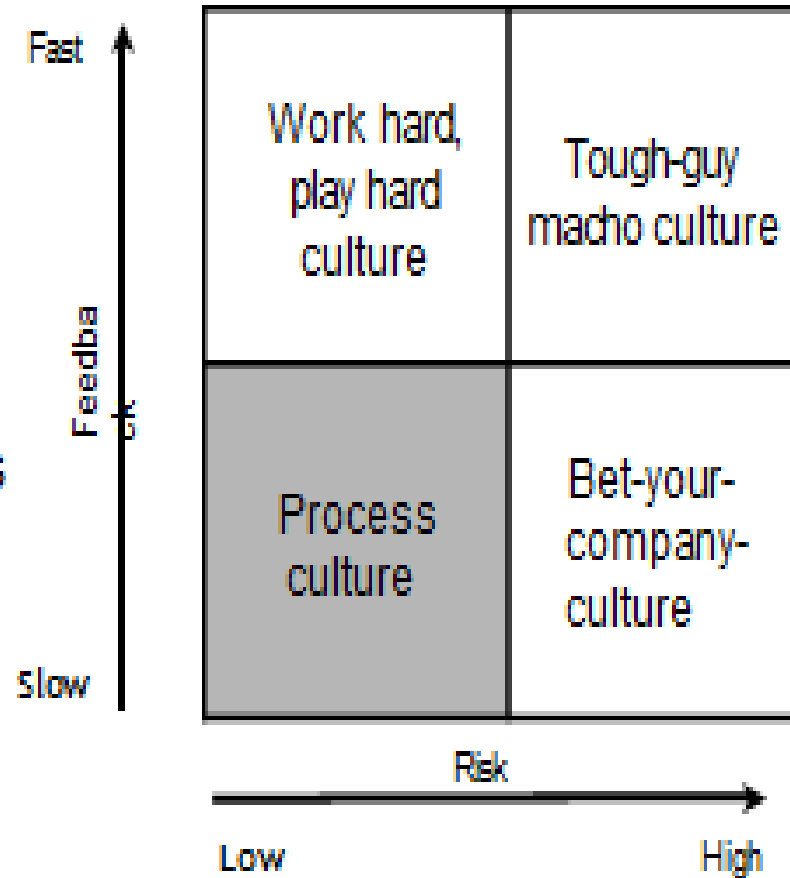 Fast
Work hard,
play hard
culture
Tough-guy
macho culture
Feedba
ck
Process
culture
Bet-your-
company-
culture
Slow
Risk
Low
High